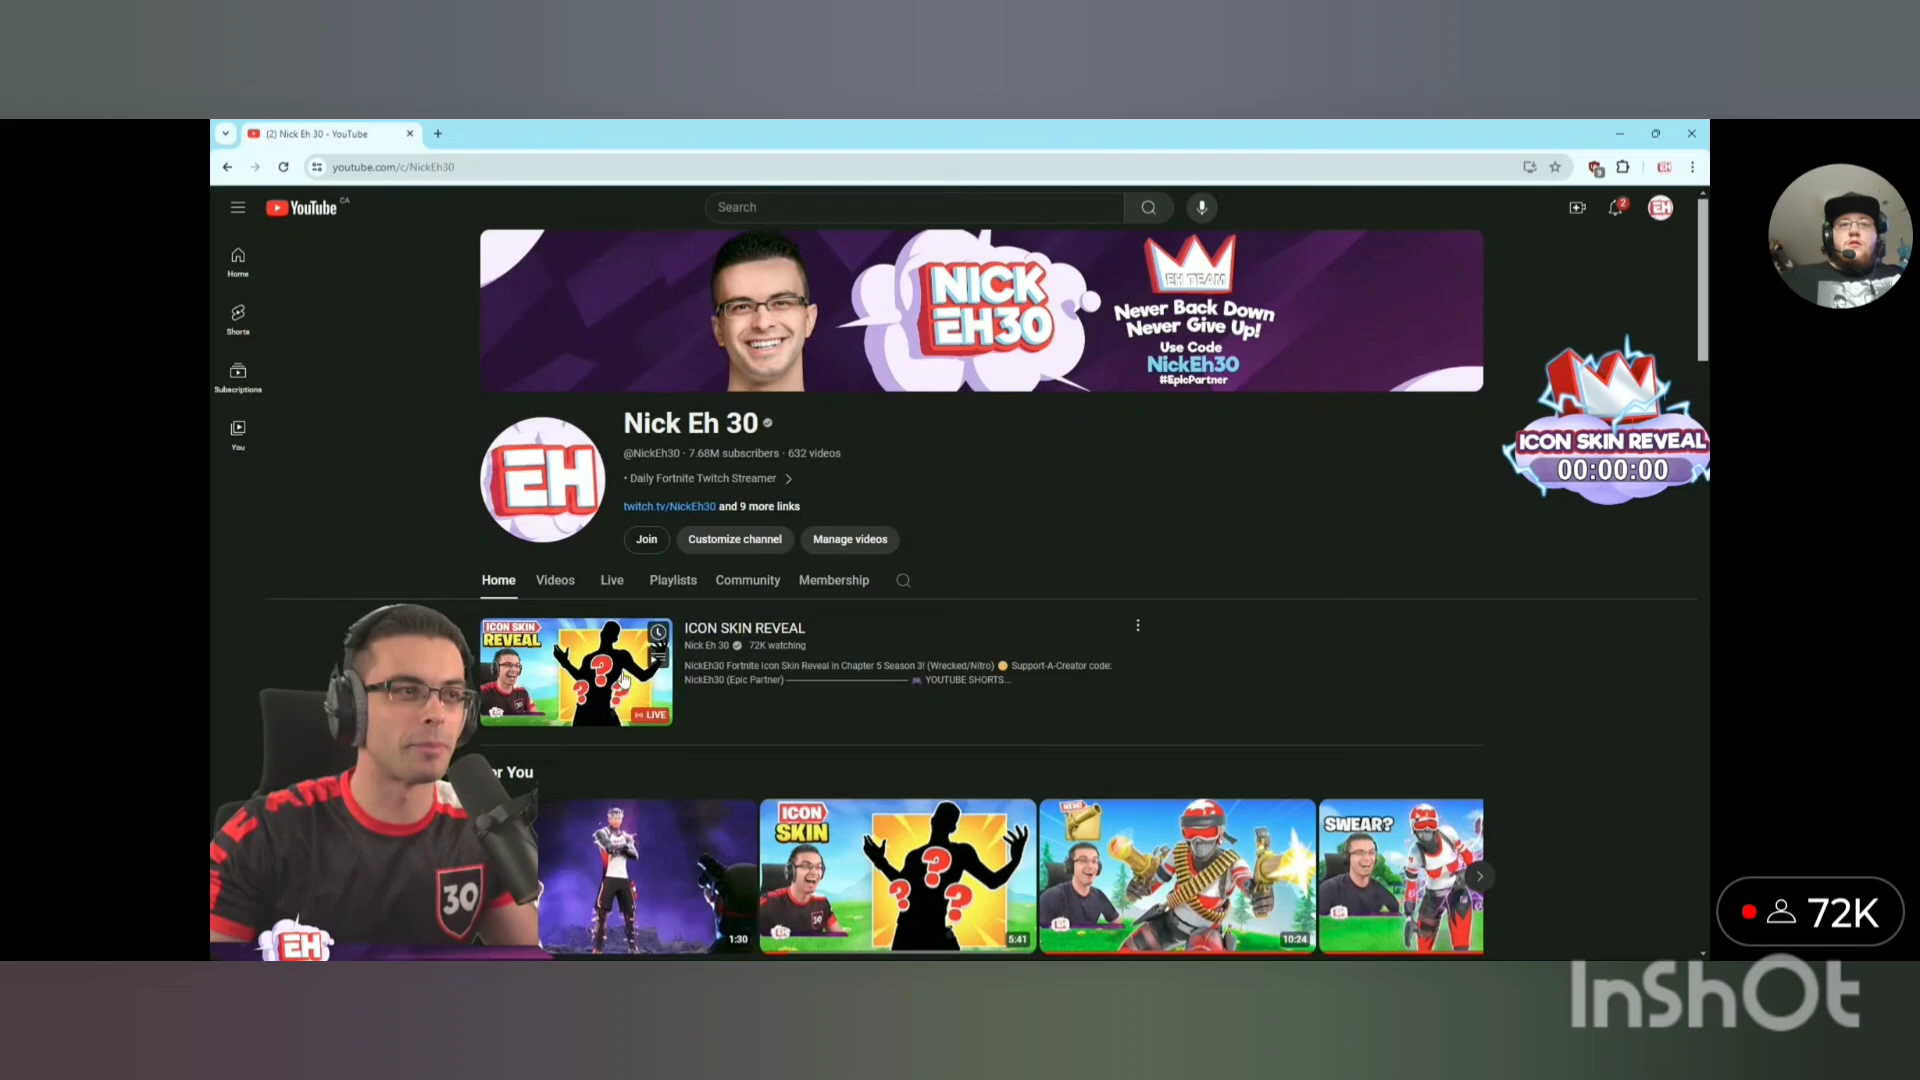 (2) Nick Eh 30 - YouTube
youtube.com/c/NickEh30
YouTube CA
Search
2
EH
Home
Shorts
Subscriptions
You
NICK
EH30
EH TEAM
Never Back Down
Never Give Up!
Use Code
NickEh30
#EpicPartner
EH
Nick Eh 30
@NickEh30 · 7.68M subscribers · 632 videos
• Daily Fortnite Twitch Streamer
twitch.tv/NickEh30 and 9 more links
Join
Customize channel
Manage videos
Home
Videos
Live
Playlists
Community
Membership
ICON SKIN REVEAL
00:00:00
ICON SKIN
REVEAL
LIVE
ICON SKIN REVEAL
Nick Eh 30 72K watching
NickEh30 Fortnite Icon Skin Reveal in Chapter 5 Season 3! (Wrecked/Nitro) Support-A-Creator code:
NickEh30 (Epic Partner) ———————————— YOUTUBE SHORTS...
or You
1:30
ICON
SKIN
30
5:41
NEW!
10:24
SWEAR?
30
EH
72K
InShOt